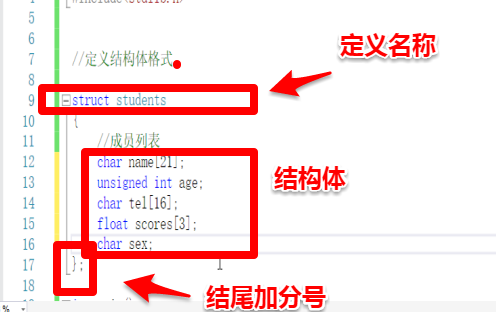 4 #include<stdio.h>
5
6
7 //定义结构体格式
8
9 struct students
10 {
11 //成员列表
12 char name[21];
13 unsigned int age;
14 char tel[16];
15 float scores[3];
16 char sex;
17 };
18
定义名称
结构体
结尾加分号
%